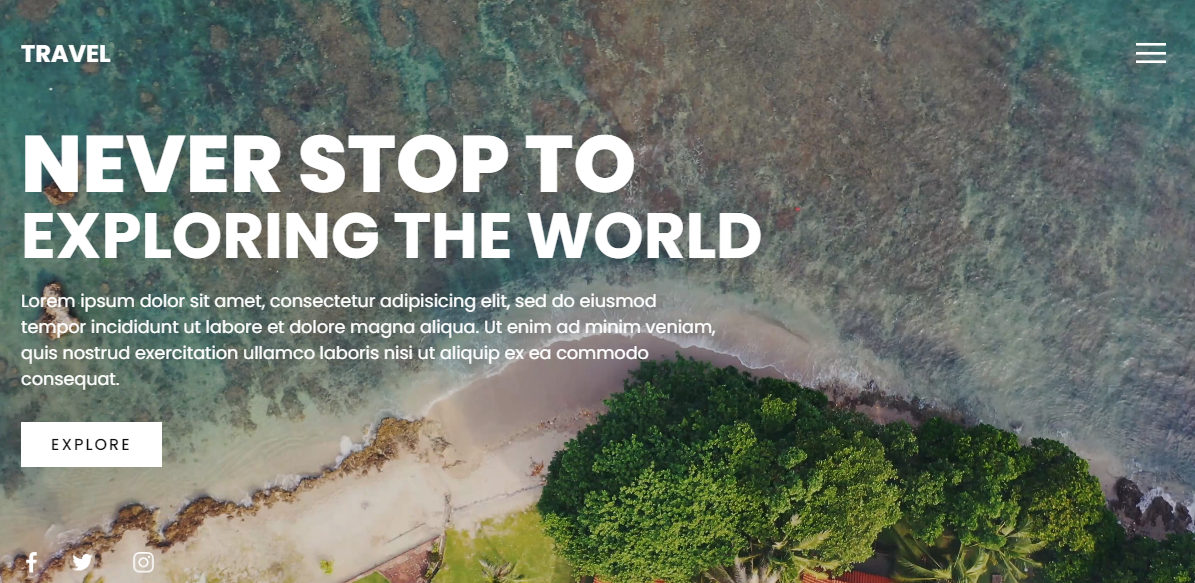 TRAVEL
NEVER STOP TO
EXPLORING THE WORLD
Lorem ipsum dolor sit amet, consectetur adipisicing elit, sed do eiusmod
tempor incididunt ut labore et dolore magna aliqua. Ut enim ad minim veniam,
quis nostrud exercitation ullamco laboris nisi ut aliquip ex ea commodo
consequat.
EXPLORE